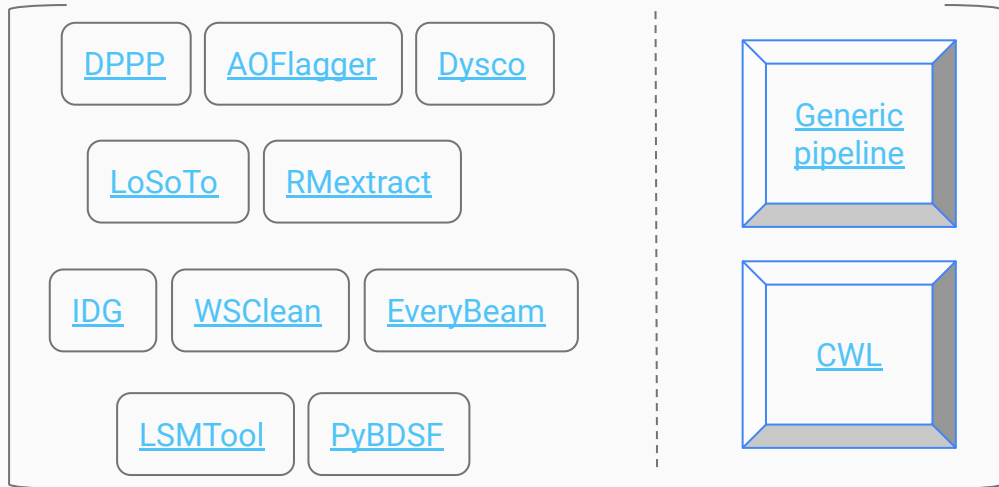 DPPP AOFlagger Dysco
LoSoTo RMextract
IDG WSClean EveryBeam
LSMTool PyBDSF
Generic
pipeline
CWL